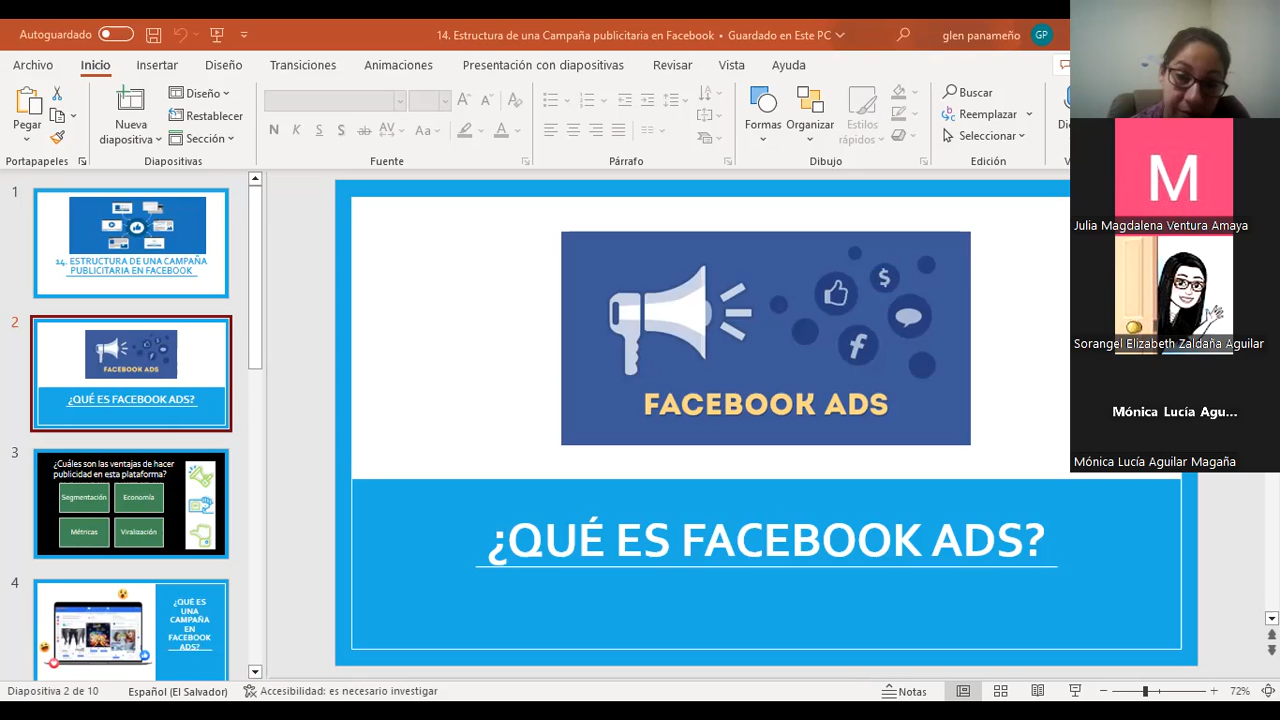 Autoguardado
14. Estructura de una Campaña publicitaria en Facebook • Guardado en Este PC
glen panameño
GP
Archivo Inicio Insertar Diseño Transiciones Animaciones Presentación con diapositivas Revisar Vista Ayuda
Pegar
Nueva
diapositiva
Diseño
Restablecer
Sección
N K S ab AV Aa A
Formas
Organizar
Estilos
rápidos
Buscar
Reemplazar
Seleccionar
Portapapeles Diapositivas Fuente Párrafo Dibujo Edición
1
14. ESTRUCTURA DE UNA CAMPAÑA
PUBLICITARIA EN FACEBOOK
2
FACEBOOK ADS
¿QUÉ ES FACEBOOK ADS?
3
¿Cuáles son las ventajas de hacer
publicidad en esta plataforma?
Segmentación Economía
Métricas Viralización
4
¿QUÉ ES
UNA
CAMPAÑA
EN
FACEBOOK
ADS?
FACEBOOK ADS
¿QUÉ ES FACEBOOK ADS?
M
Julia Magdalena Ventura Amaya
Sorangel Elizabeth Zaldaña Aguilar
Mónica Lucía Agu...
Mónica Lucía Aguilar Magaña
Diapositiva 2 de 10 Español (El Salvador) Accesibilidad: es necesario investigar Notas 72%